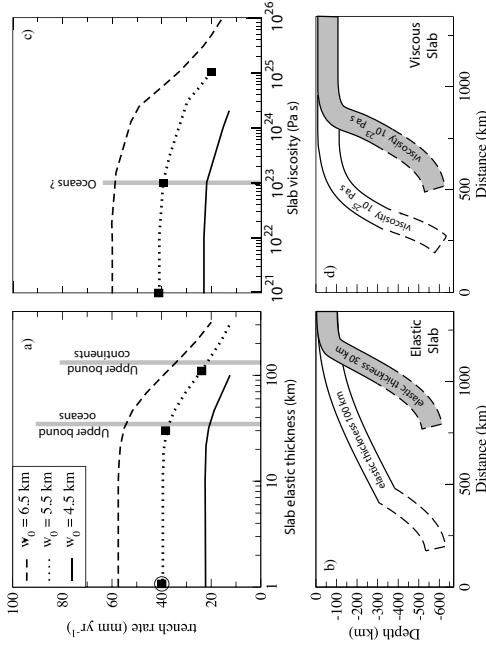 a)
w0 = 6.5 km
w0 = 5.5 km
w0 = 4.5 km
Upper bound
oceans
Upper bound
continents
trench rate (mm yr-1)
100
80
60
40
20
0
1
10
100
Slab elastic thickness (km)
c)
Oceans ?
10^21
10^22
10^23
10^24
10^25
10^26
Slab viscosity (Pa s)
b)
elastic thickness 100 km
elastic thickness 30 km
Elastic
Slab
Depth (km)
0
-100
-200
-300
-400
-500
-600
0
500
1000
Distance (km)
d)
viscosity 10^25 Pa s
viscosity 10^23 Pa s
Viscous
Slab
0
500
1000
Distance (km)